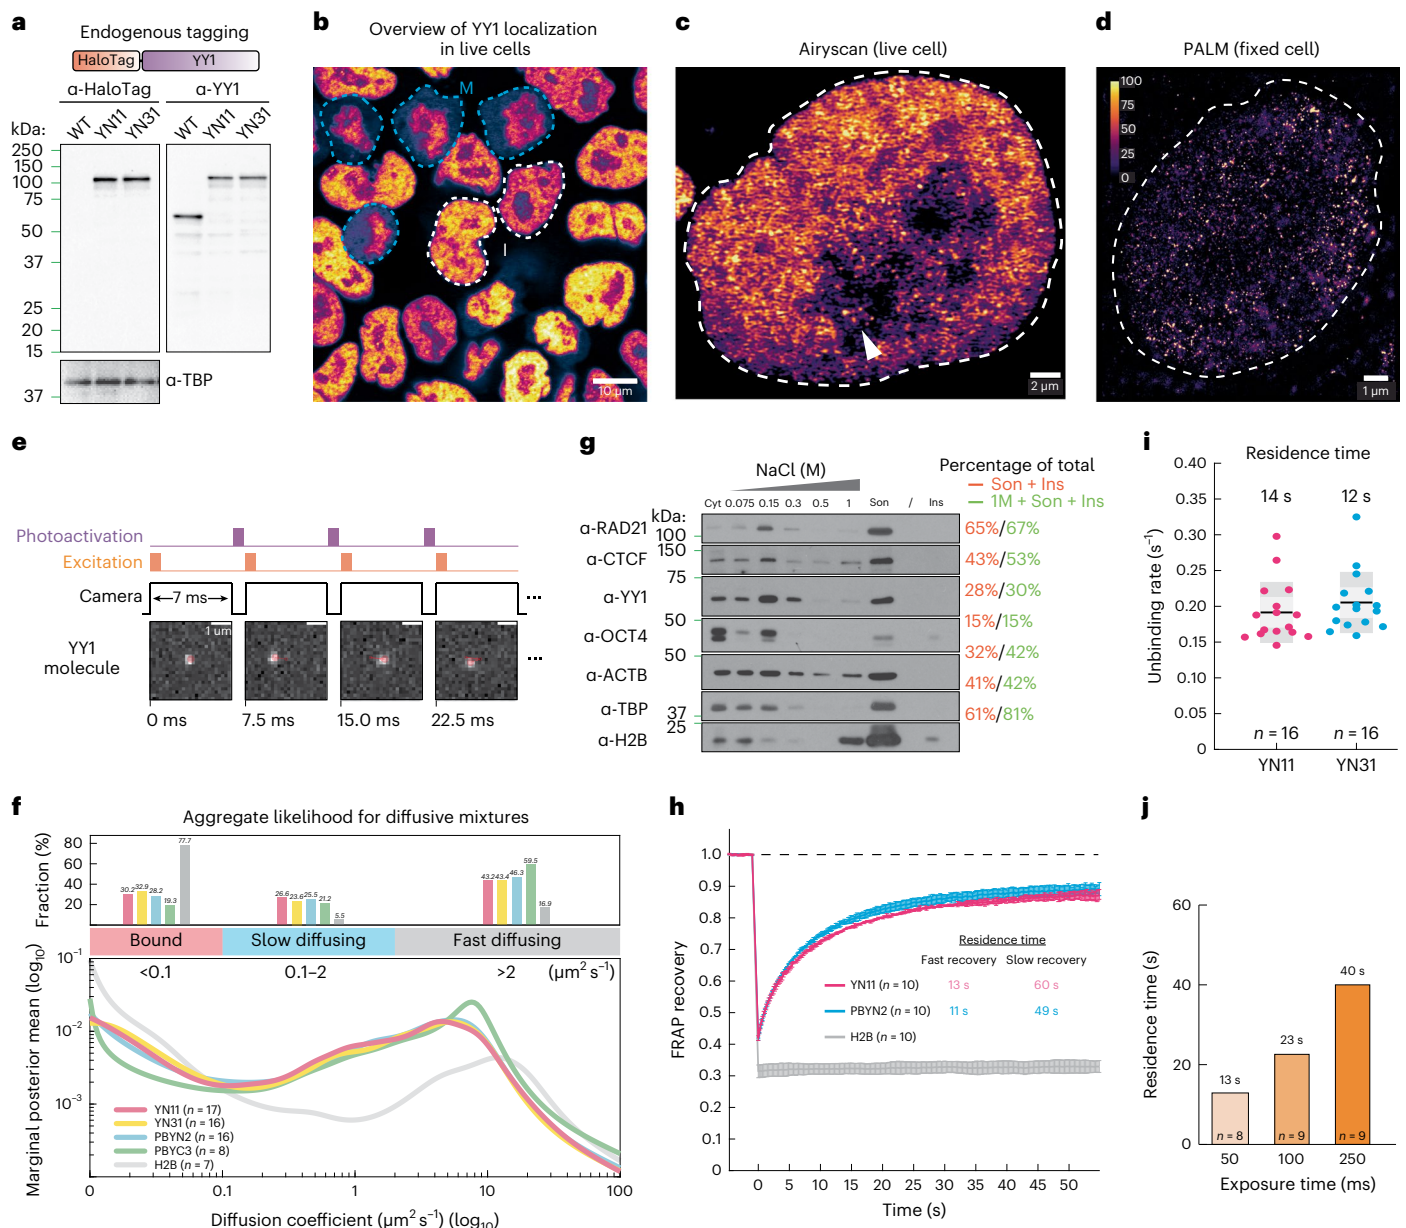 a
Endogenous tagging
HaloTag
YY1
α-HaloTag
α-YY1
kDa:
WT
YN11
YN31
WT
YN11
YN31
250
150
100
75
50
37
25
20
15
37
α-TBP
b
Overview of YY1 localization
in live cells
M
I
10 µm
c
Airyscan (live cell)
2 µm
d
PALM (fixed cell)
100
75
50
25
0
1 µm
e
Photoactivation
Excitation
Camera
7 ms
...
YY1
molecule
1 um
...
0 ms
7.5 ms
15.0 ms
22.5 ms
g
NaCl (M)
Percentage of total
Son + Ins
1M + Son + Ins
Cyt 0.075 0.15 0.3 0.5 1 Son / Ins
kDa:
α-RAD21
100
65%/67%
150
α-CTCF
43%/53%
75
α-YY1
28%/30%
50
α-OCT4
15%/15%
50
32%/42%
α-ACTB
41%/42%
α-TBP
37
61%/81%
25
α-H2B
i
Residence time
0.40
0.35
0.30
0.25
0.20
0.15
0.10
0.05
0
Unbinding rate (s⁻¹)
14 s
12 s
n = 16
n = 16
YN11
YN31
f
Aggregate likelihood for diffusive mixtures
Fraction (%)
80
60
40
20
30.2
32.9
28.2
19.3
77.7
26.6
23.6
25.5
21.2
5.5
43.2
43.4
46.3
59.5
16.9
Bound
Slow diffusing
Fast diffusing
<0.1
0.1–2
>2
(µm² s⁻¹)
Marginal posterior mean (log₁₀)
10⁻¹
10⁻²
10⁻³
YN11 (n = 17)
YN31 (n = 16)
PBYN2 (n = 16)
PBYC3 (n = 8)
H2B (n = 7)
0
0.1
1
10
100
Diffusion coefficient (µm² s⁻¹) (log₁₀)
h
FRAP recovery
1.0
0.9
0.8
0.7
0.6
0.5
0.4
0.3
0.2
0.1
0
Residence time
Fast recovery
Slow recovery
YN11 (n = 10)
13 s
60 s
PBYN2 (n = 10)
11 s
49 s
H2B (n = 10)
0 5 10 15 20 25 30 35 40 45 50
Time (s)
j
Residence time (s)
60
40
20
0
13 s
23 s
40 s
n = 8
n = 9
n = 9
50
100
250
Exposure time (ms)